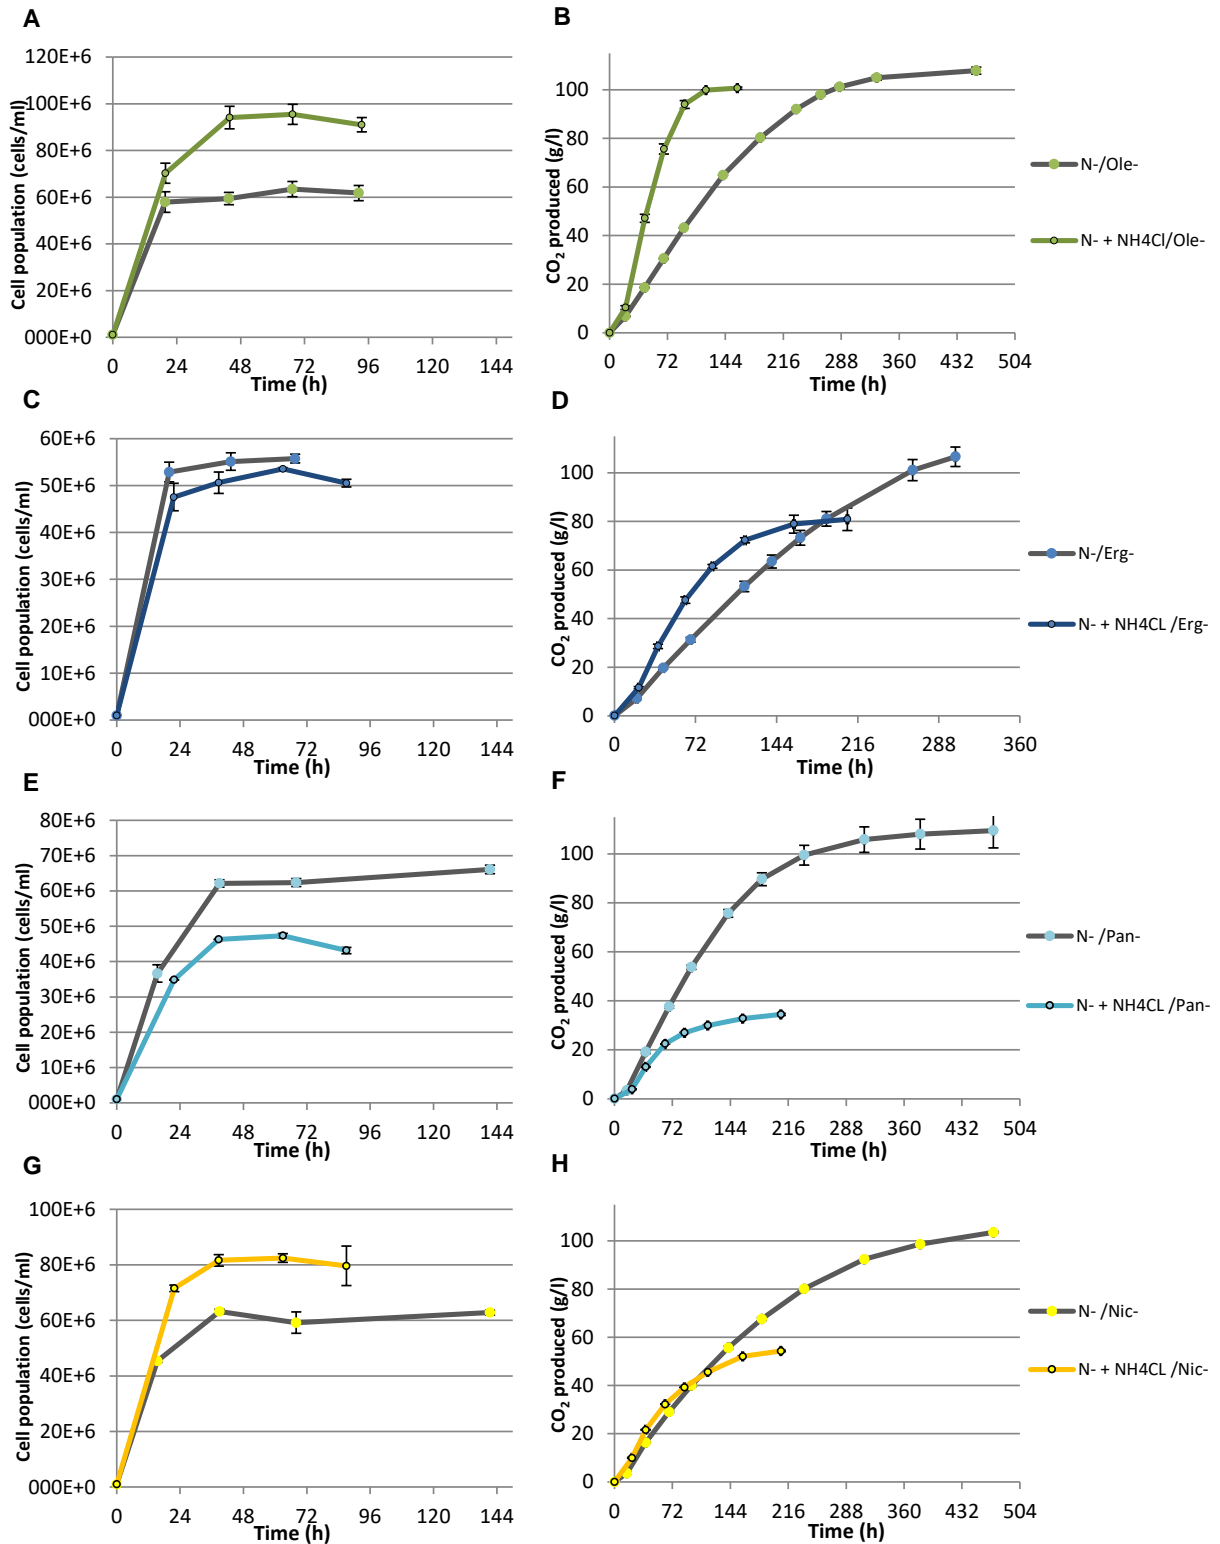 A
Cell population (cells/ml)
120E+6
100E+6
80E+6
60E+6
40E+6
20E+6
000E+0
0 24 48 72 96 120 144
Time (h)
B
CO2 produced (g/l)
100
80
60
40
20
0
0 72 144 216 288 360 432 504
Time (h)
N-/Ole-
N- + NH4Cl/Ole-
C
Cell population (cells/ml)
60E+6
50E+6
40E+6
30E+6
20E+6
10E+6
000E+0
0 24 48 72 96 120 144
Time (h)
D
CO2 produced (g/l)
100
80
60
40
20
0
0 72 144 216 288 360
Time (h)
N-/Erg-
N- + NH4CL /Erg-
E
Cell population (cells/ml)
80E+6
70E+6
60E+6
50E+6
40E+6
30E+6
20E+6
10E+6
000E+0
0 24 48 72 96 120 144
Time (h)
F
CO2 produced (g/l)
100
80
60
40
20
0
0 72 144 216 288 360 432 504
Time (h)
N- /Pan-
N- + NH4CL /Pan-
G
Cell population (cells/ml)
100E+6
80E+6
60E+6
40E+6
20E+6
000E+0
0 24 48 72 96 120 144
Time (h)
H
CO2 produced (g/l)
100
80
60
40
20
0
0 72 144 216 288 360 432 504
Time (h)
N- /Nic-
N- + NH4CL /Nic-